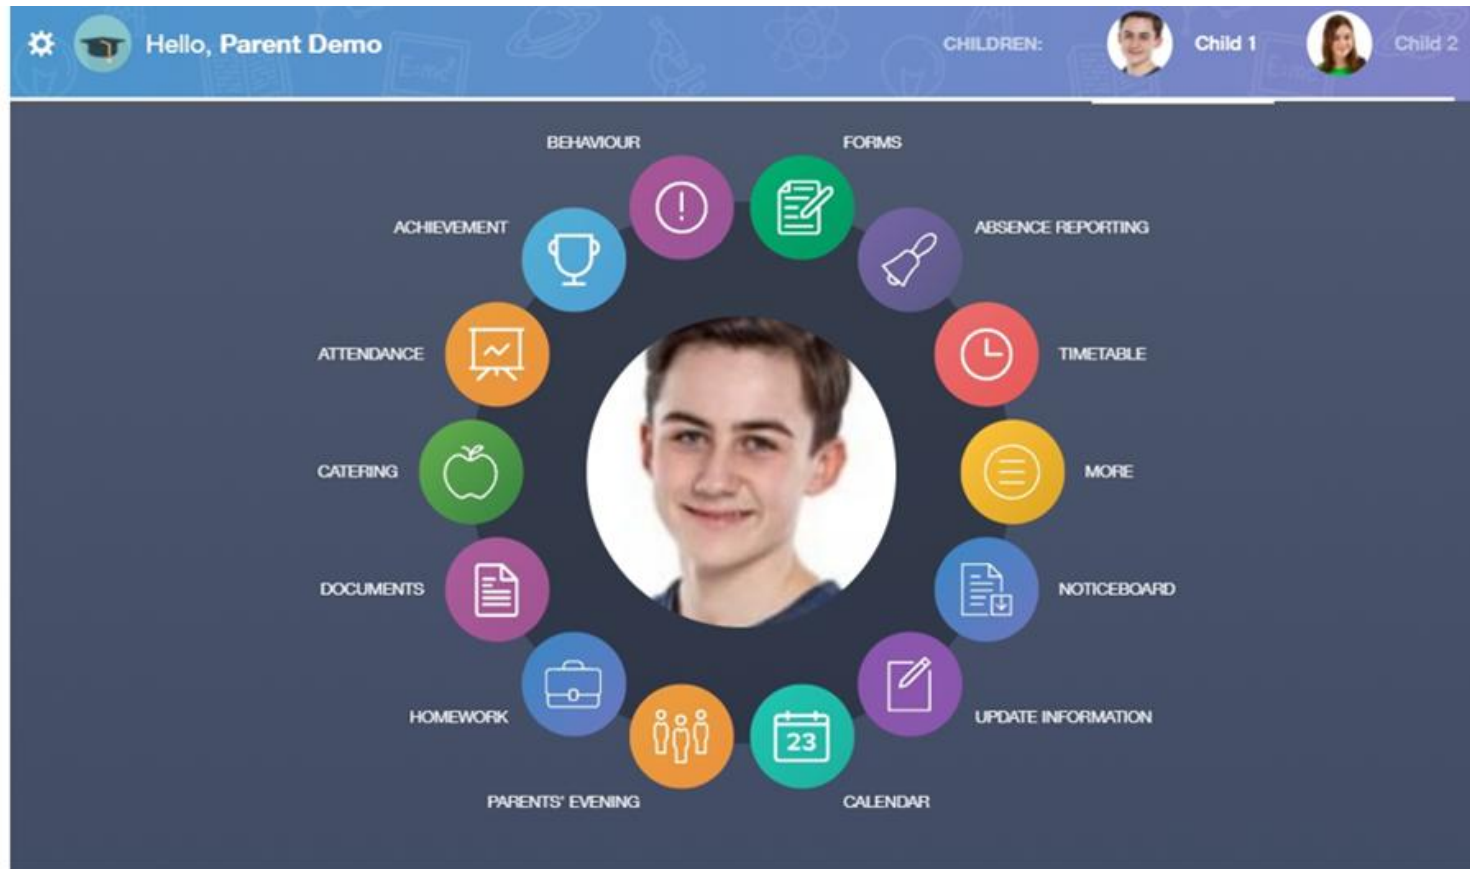 Hello, Parent Demo
CHILDREN:
Child 1
Child 2
BEHAVIOUR
FORMS
ACHIEVEMENT
ABSENCE REPORTING
ATTENDANCE
TIMETABLE
CATERING
MORE
DOCUMENTS
NOTICEBOARD
HOMEWORK
UPDATE INFORMATION
23
PARENTS' EVENING
CALENDAR